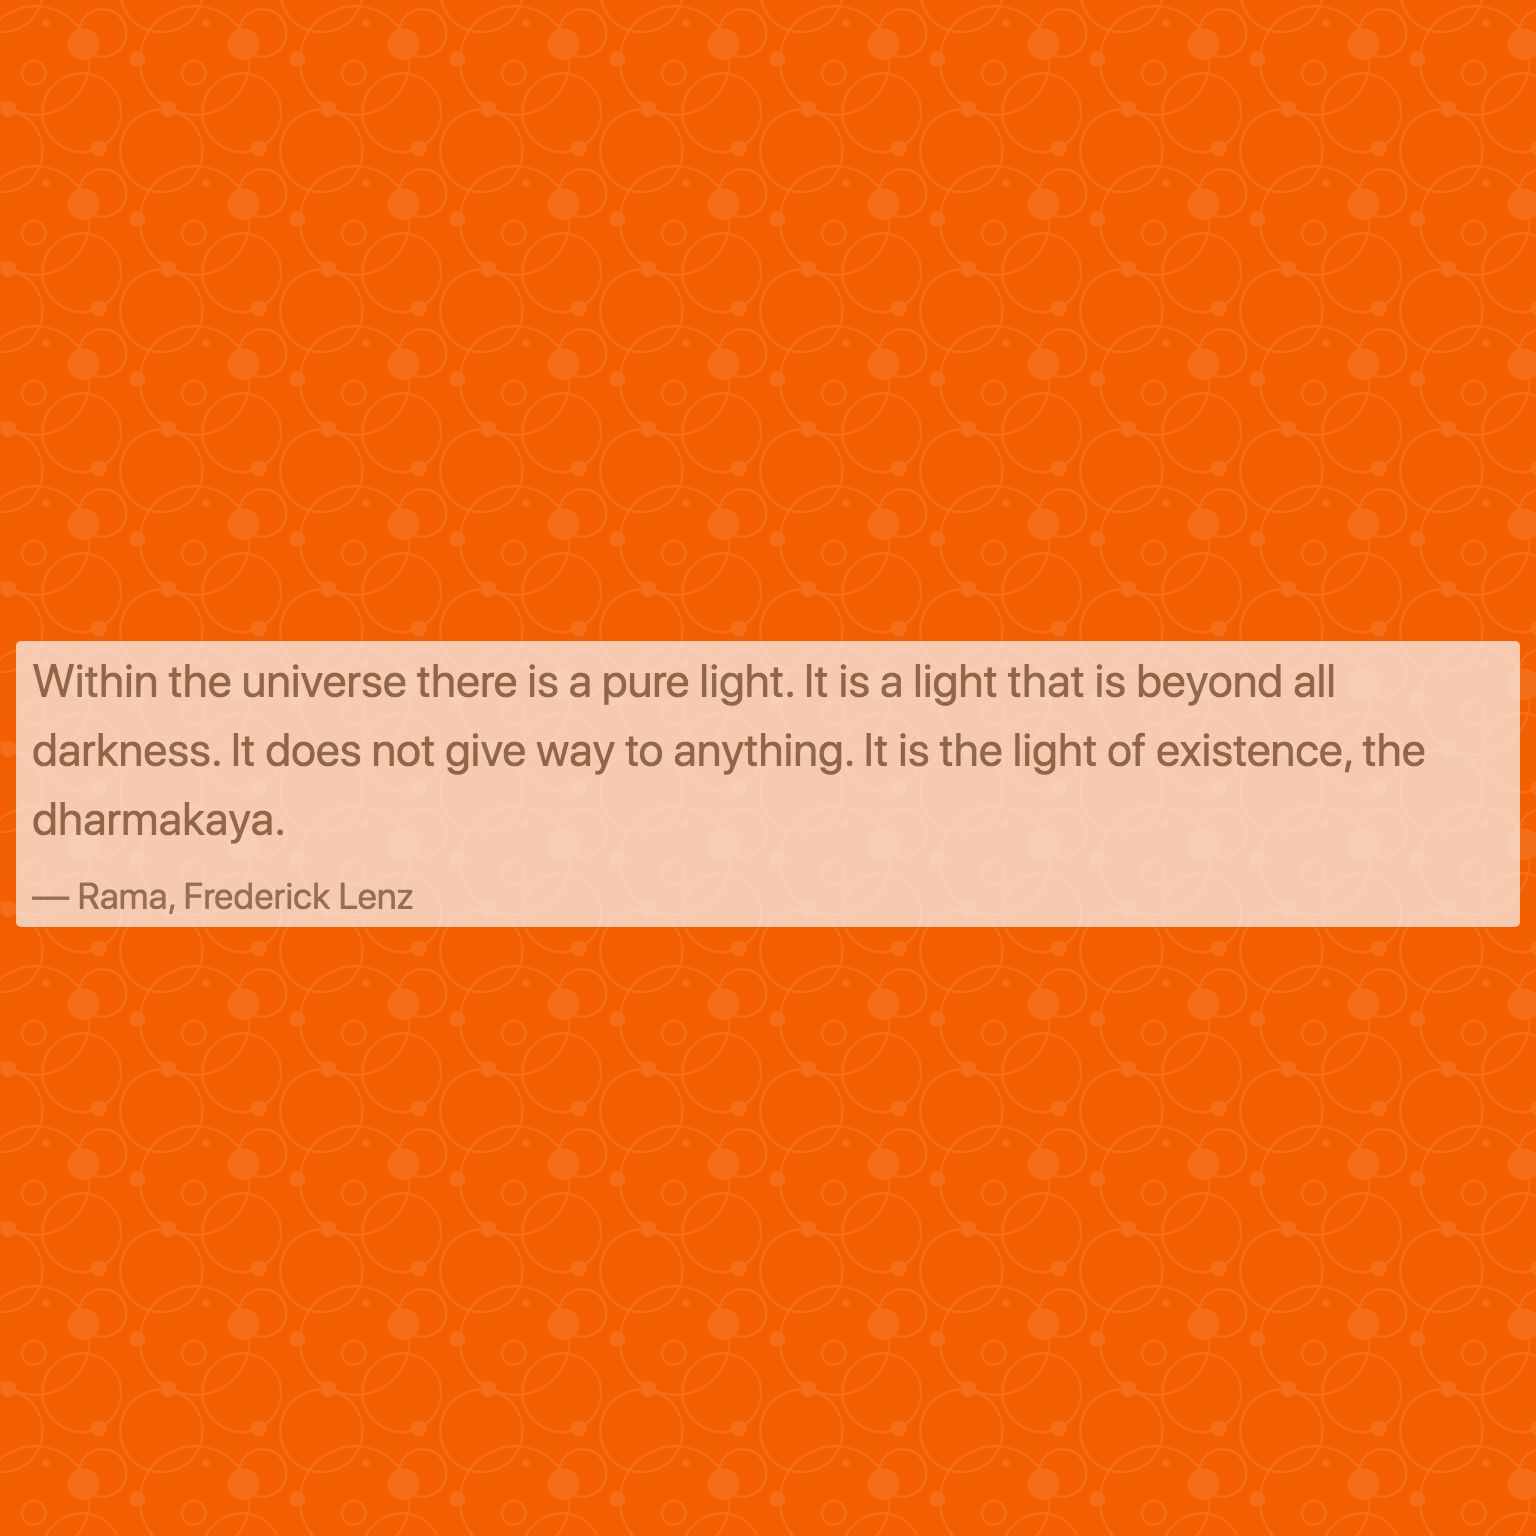 Within the universe there is a pure light. It is a light that is beyond all
darkness. It does not give way to anything. It is the light of existence, the
dharmakaya.
— Rama, Frederick Lenz